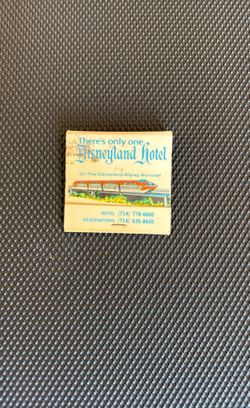 There's only one
Disneyland Hotel
On The Disneyland-Alweg Monorail
HOTEL (714) 778-6600
RESERVATIONS (714) 635-8600